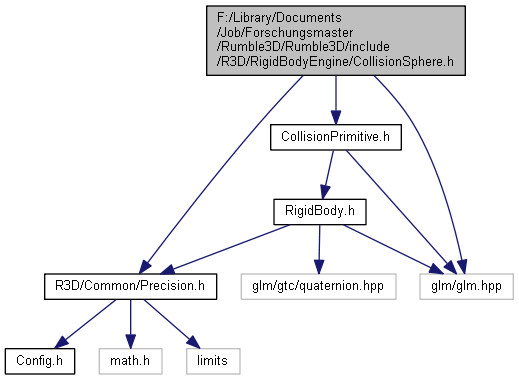 F:/Library/Documents
/Job/Forschungsmaster
/Rumble3D/Rumble3D/include
/R3D/RigidBodyEngine/CollisionSphere.h
CollisionPrimitive.h
RigidBody.h
R3D/Common/Precision.h
glm/gtc/quaternion.hpp
glm/glm.hpp
Config.h
math.h
limits